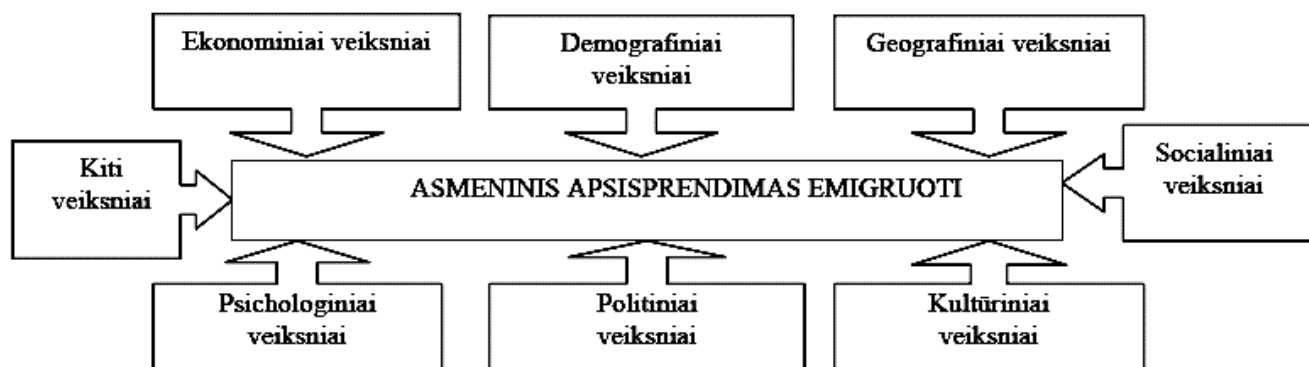 Ekonominiai veiksniai
Demografiniai
veiksniai
Geografiniai veiksniai
Kiti
veiksniai
ASMENINIS APSISPRENDIMAS EMIGRUOTI
Socialiniai
veiksniai
Psichologiniai
veiksniai
Politiniai
veiksniai
Kultūriniai
veiksniai